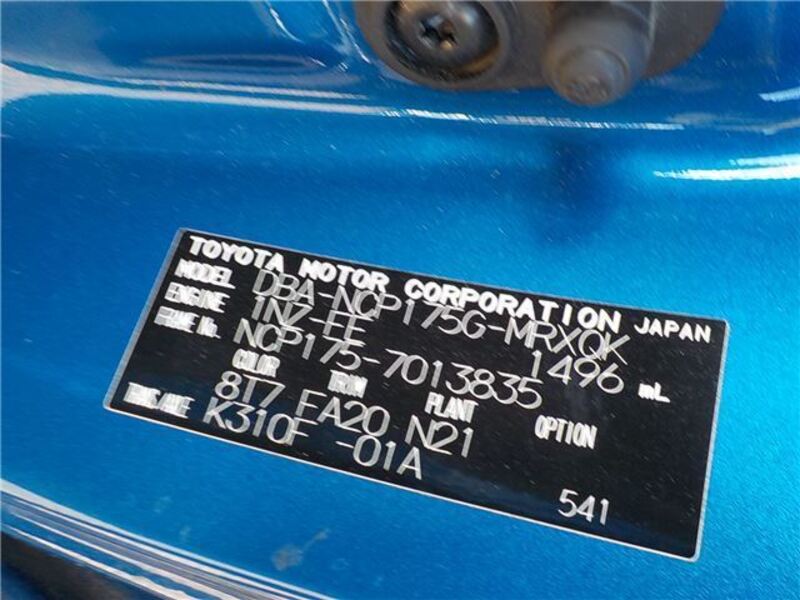 TOYOTA MOTOR CORPORATION JAPAN
MODEL DBA-NCP175G-MRXQK
ENGINE 1NZ-FE 1496 mL
FRAME No. NCP175-7013835
COLOR TRIM PLANT OPTION
8T7 FA20 N21
TRANS/AXLE K310F -01A
541